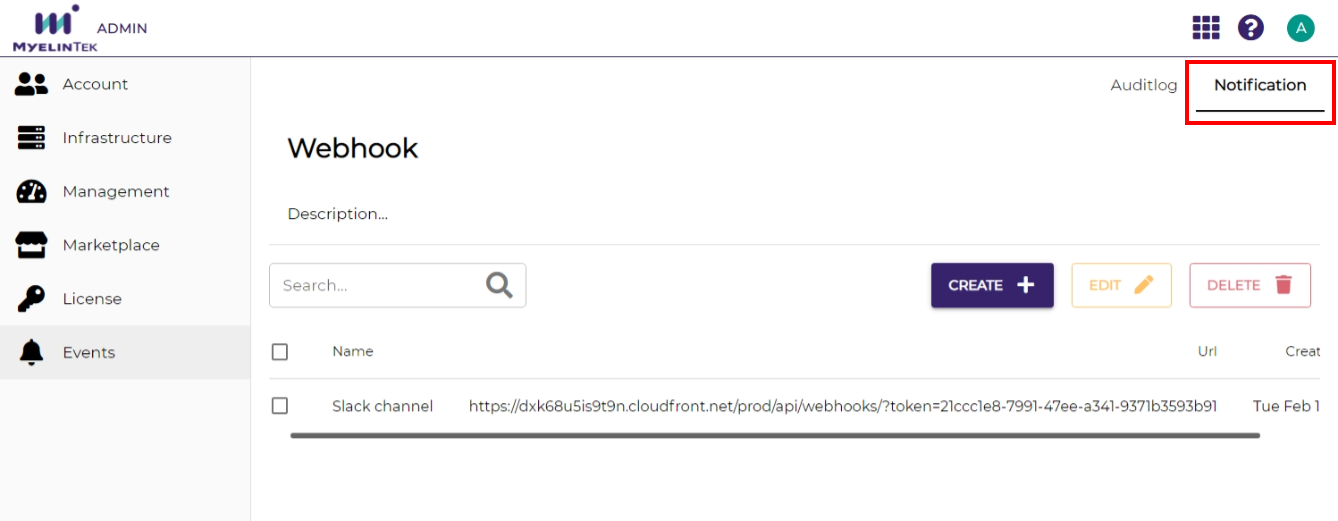 ADMIN
MYELINTEK
A
Account
Infrastructure
Management
Marketplace
License
Events
Auditlog Notification
Webhook
Description...
Search... CREATE EDIT DELETE
Name Url Creat
Slack channel https://dxk68u5is9t9n.cloudfront.net/prod/api/webhooks/?token=21ccc1e8-7991-47ee-a341-9371b3593b91 Tue Feb 1